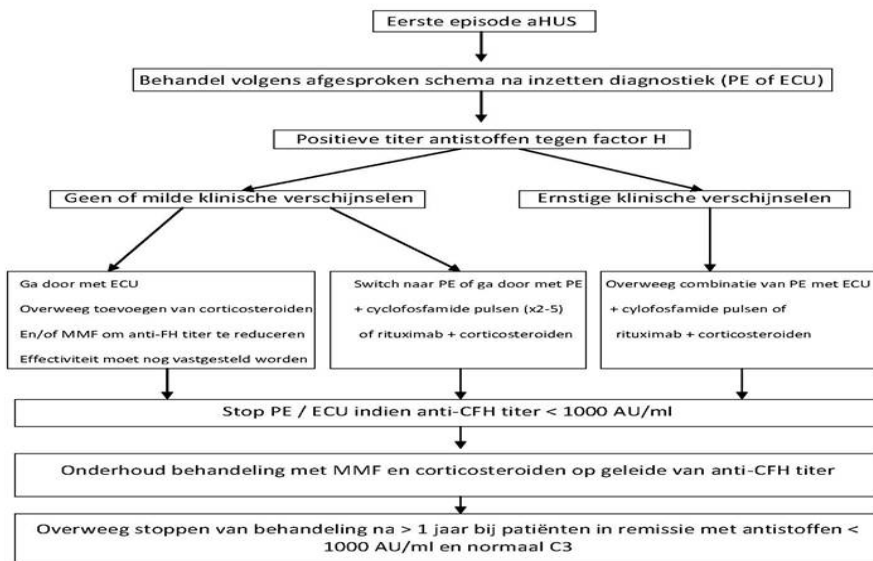 Eerste episode aHUS
Behandel volgens afgesproken schema na inzetten diagnostiek (PE of ECU)
Positieve titer antistoffen tegen factor H
Geen of milde klinische verschijnselen
Ernstige klinische verschijnselen
Ga door met ECU
Overweeg toevoegen van corticosteroiden
En/of MMF om anti-FH titer te reduceren
Effectiviteit moet nog vastgesteld worden
Switch naar PE of ga door met PE
+ cyclofosfamide pulsen (x2-5)
of rituximab + corticosteroiden
Overweeg combinatie van PE met ECU
+ cylofosfamide pulsen of
rituximab + corticosteroiden
Stop PE / ECU indien anti-CFH titer < 1000 AU/ml
Onderhoud behandeling met MMF en corticosteroiden op geleide van anti-CFH titer
Overweeg stoppen van behandeling na > 1 jaar bij patiënten in remissie met antistoffen <
1000 AU/ml en normaal C3